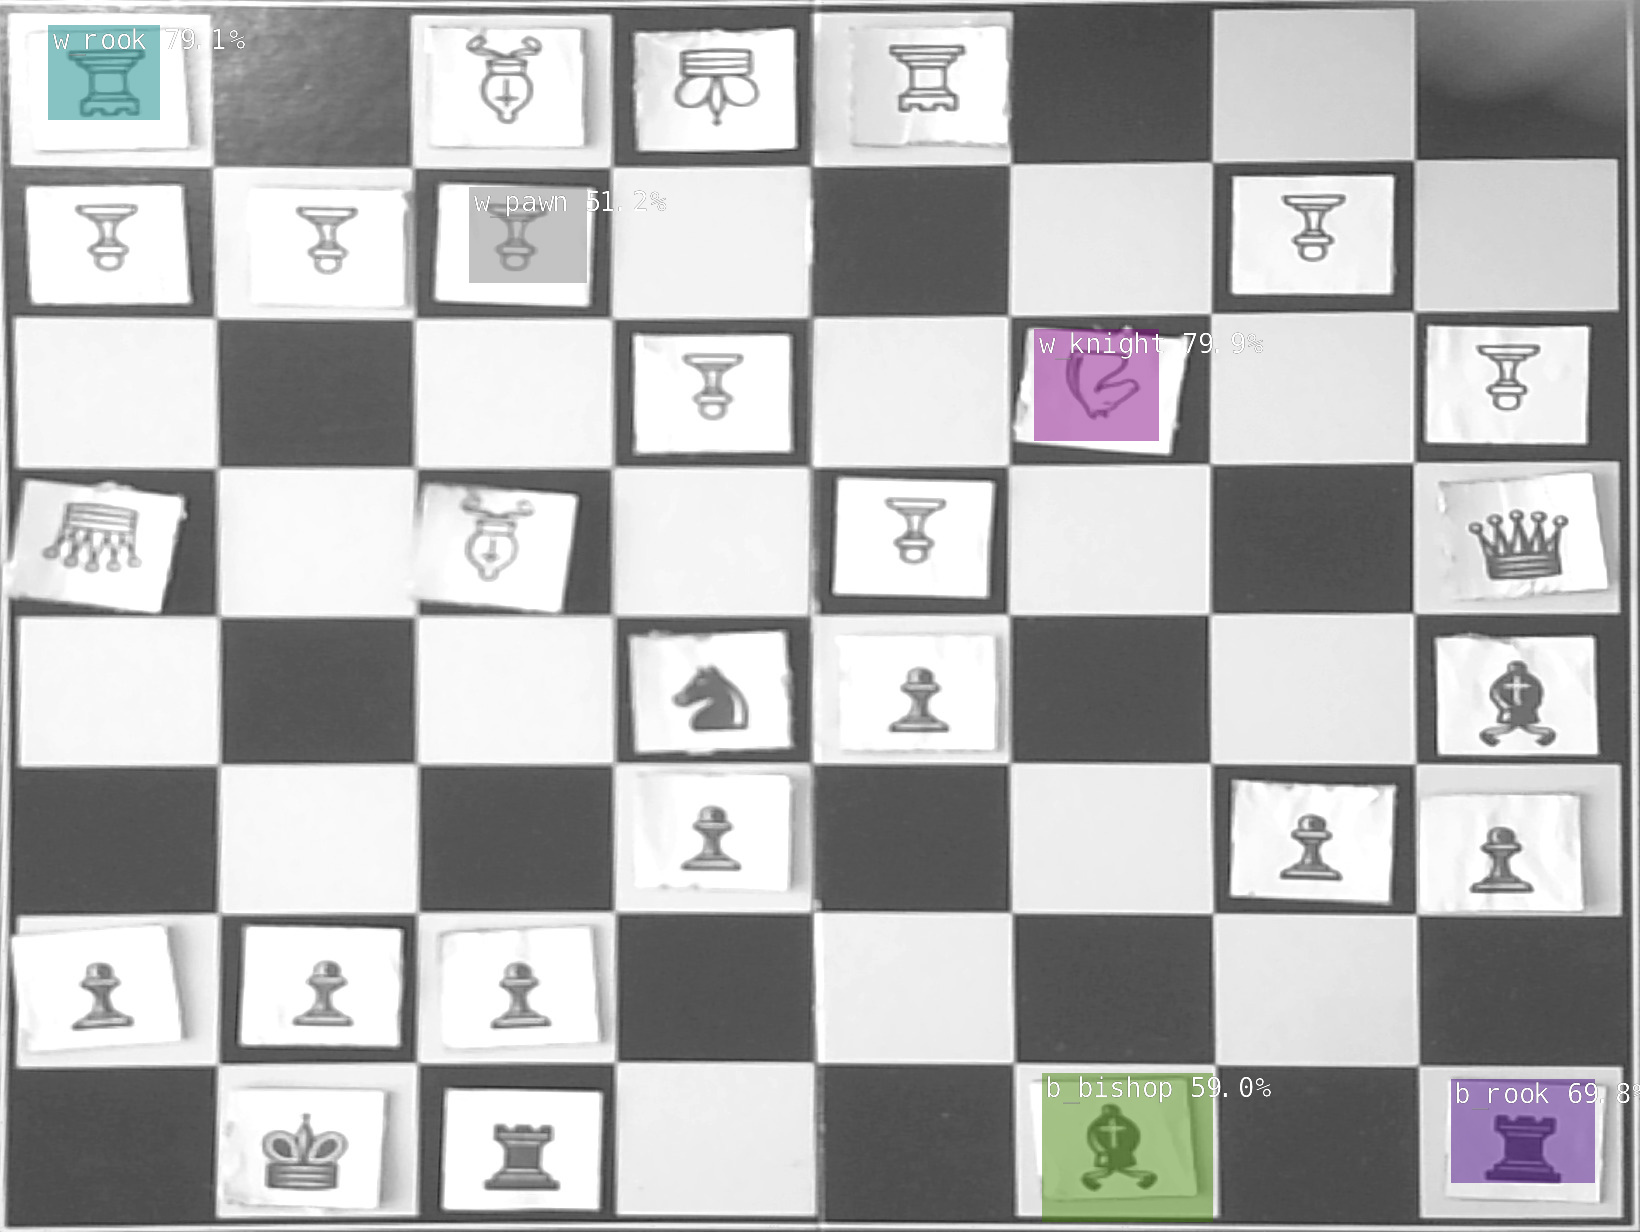 w_rook 79.1%
w_pawn 51.2%
w_knight 79.9%
b_bishop 59.0%
b_rook 69.8%